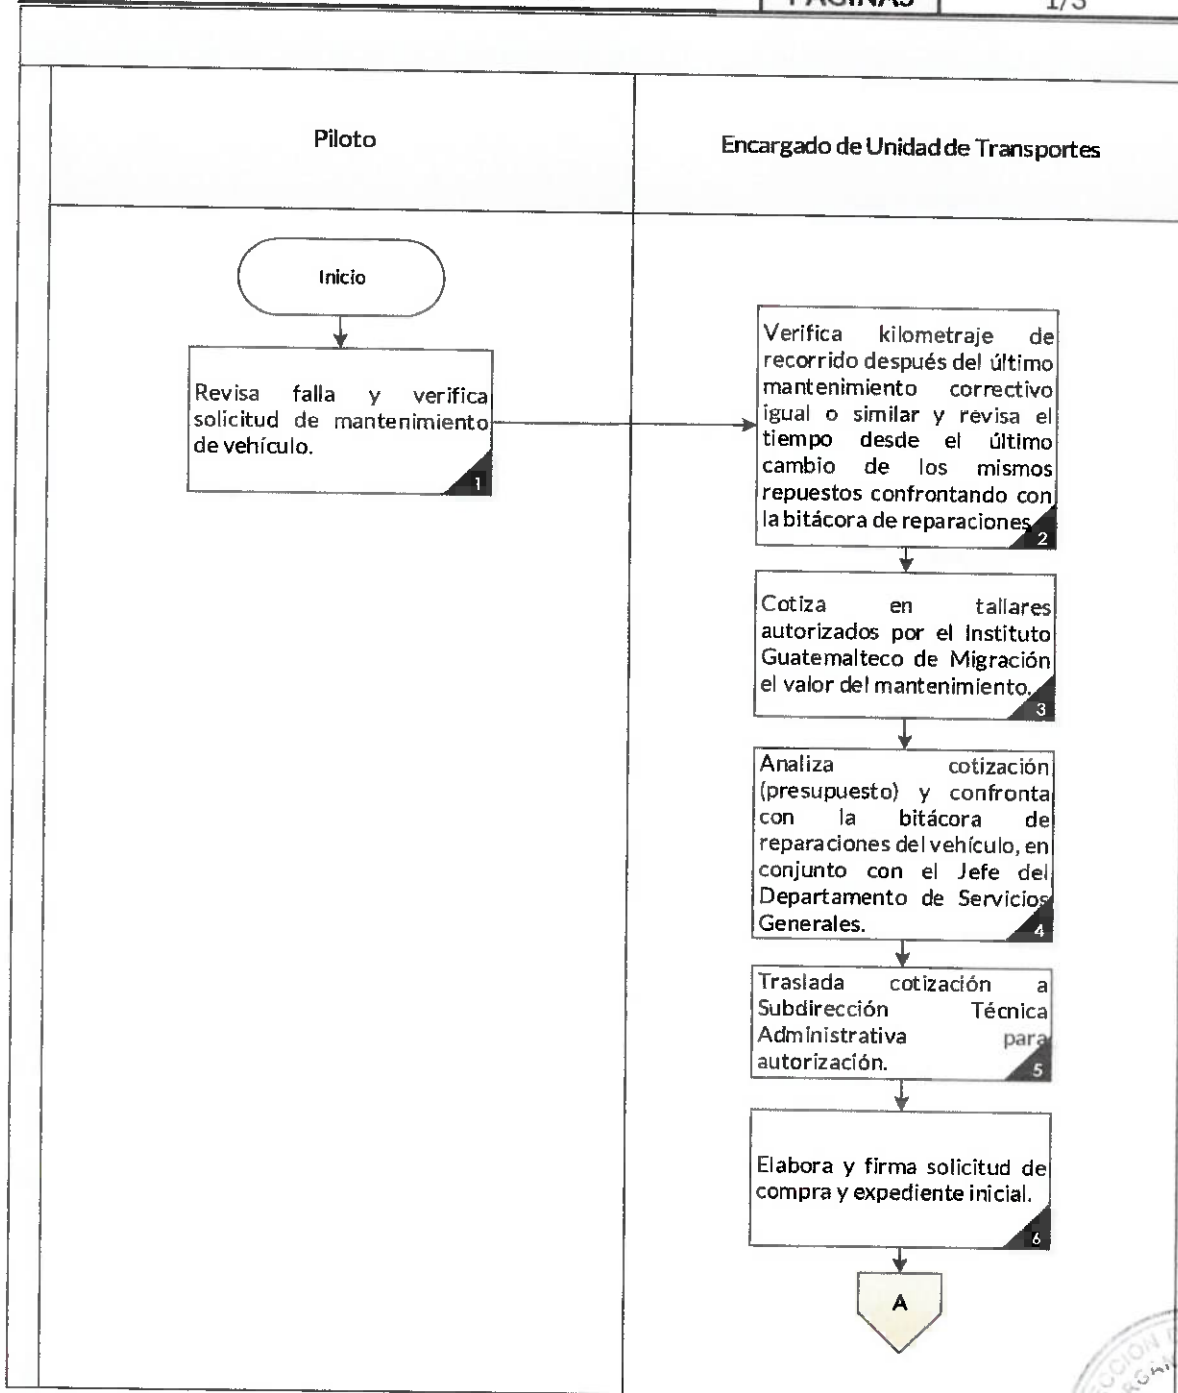 PÁGINAS 1/3
Piloto
Encargado de Unidad de Transportes
Inicio
Revisa falla y verifica
solicitud de mantenimiento
de vehículo.
1
Verifica kilometraje de
recorrido después del último
mantenimiento correctivo
igual o similar y revisa el
tiempo desde el último
cambio de los mismos
repuestos confrontando con
la bitácora de reparaciones.
2
Cotiza en tallares
autorizados por el Instituto
Guatemalteco de Migración
el valor del mantenimiento.
3
Analiza cotización
(presupuesto) y confronta
con la bitácora de
reparaciones del vehículo, en
conjunto con el Jefe del
Departamento de Servicios
Generales.
4
Traslada cotización a
Subdirección Técnica
Administrativa para
autorización.
5
Elabora y firma solicitud de
compra y expediente inicial.
6
A